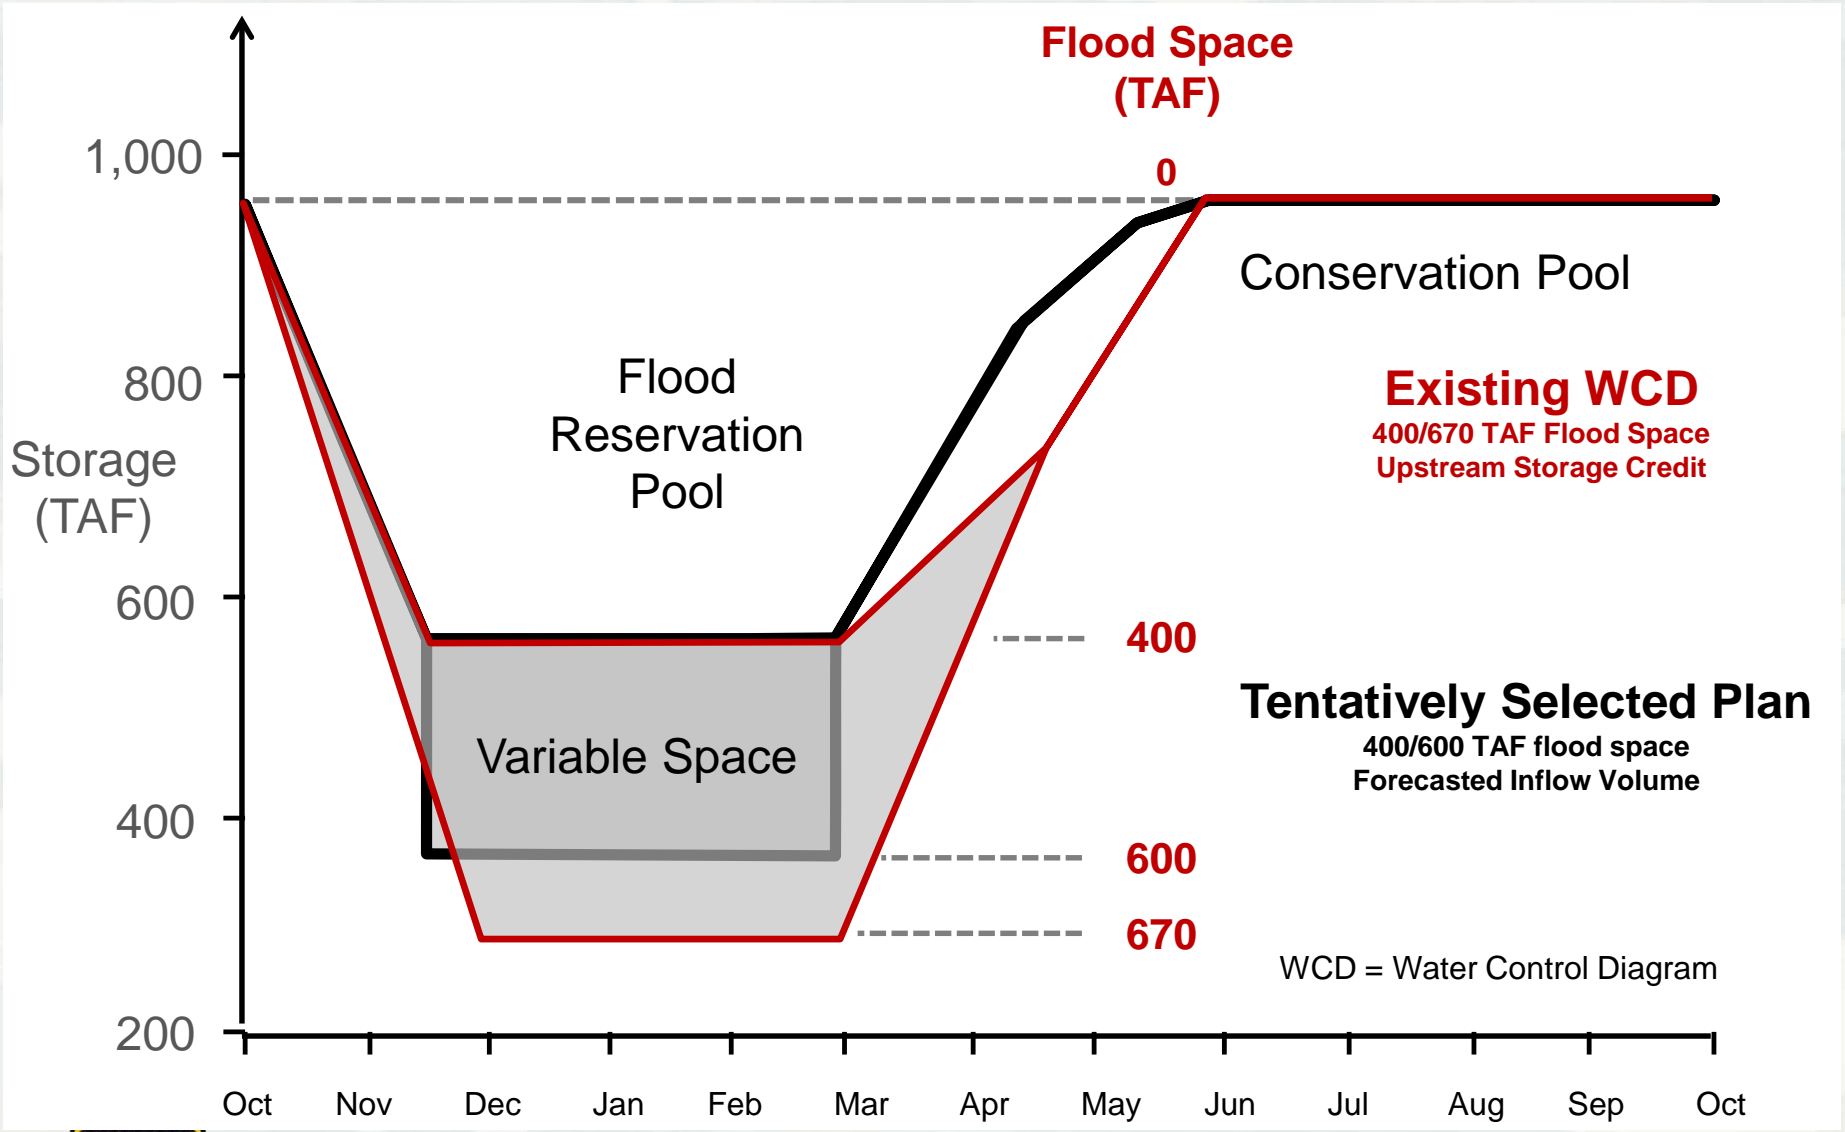 Flood Space
(TAF)
1,000
0
Conservation Pool
800
Flood
Reservation
Pool
Existing WCD
400/670 TAF Flood Space
Upstream Storage Credit
Storage
(TAF)
600
400
Tentatively Selected Plan
400/600 TAF flood space
Forecasted Inflow Volume
Variable Space
400
600
670
WCD = Water Control Diagram
200
Oct Nov Dec Jan Feb Mar Apr May Jun Jul Aug Sep Oct